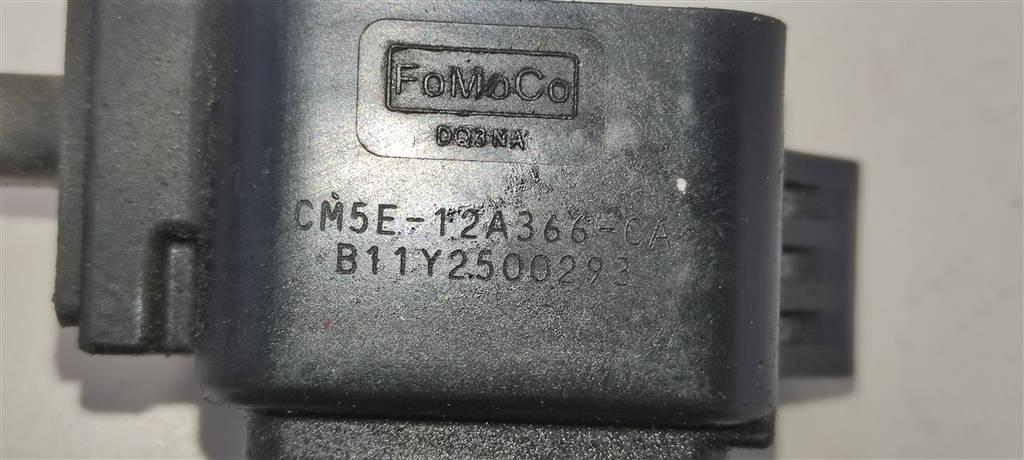 FoMoCo
DQ3NA
CM5E-12A366-CA
B11Y2500293